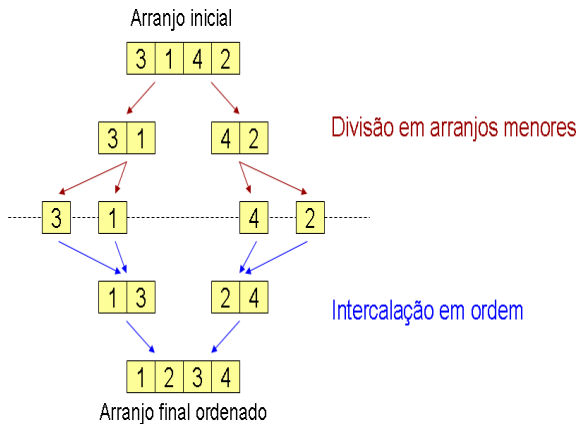 Arranjo inicial
3 1 4 2
3 1 4 2
Divisão em arranjos menores
3 1 4 2
1 3 2 4
Intercalação em ordem
1 2 3 4
Arranjo final ordenado